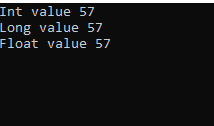 Int value 57
Long value 57
Float value 57